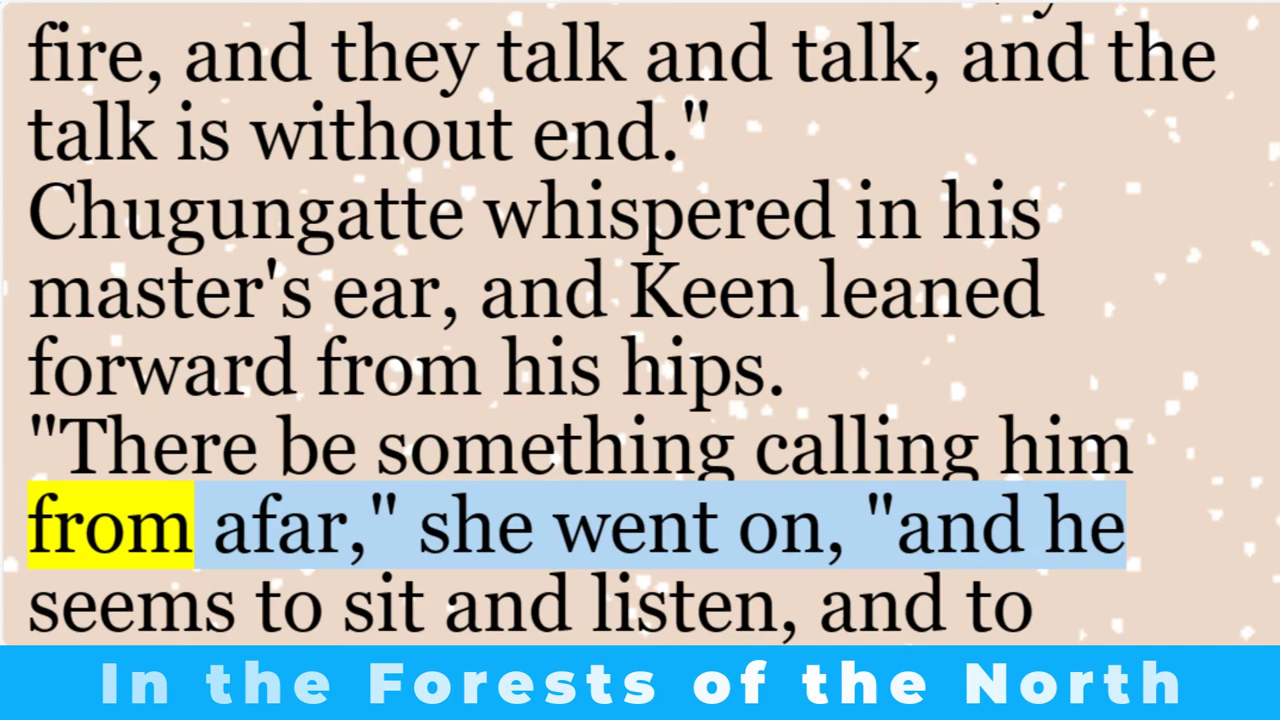 fire, and they talk and talk, and the
talk is without end."
Chugungatte whispered in his
master's ear, and Keen leaned
forward from his hips.
"There be something calling him
from afar," she went on, "and he
seems to sit and listen, and to
In the Forests of the North